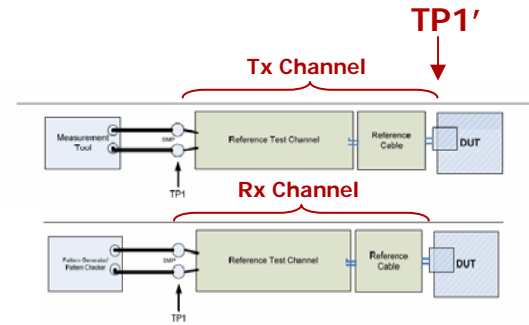 TP1′
Tx Channel
Measurement
Tool
SMP
Reference Test Channel
Reference
Cable
DUT
TP1
Rx Channel
Pattern Generator/
Pattern Checker
SMP
Reference Test Channel
Reference
Cable
DUT
TP1